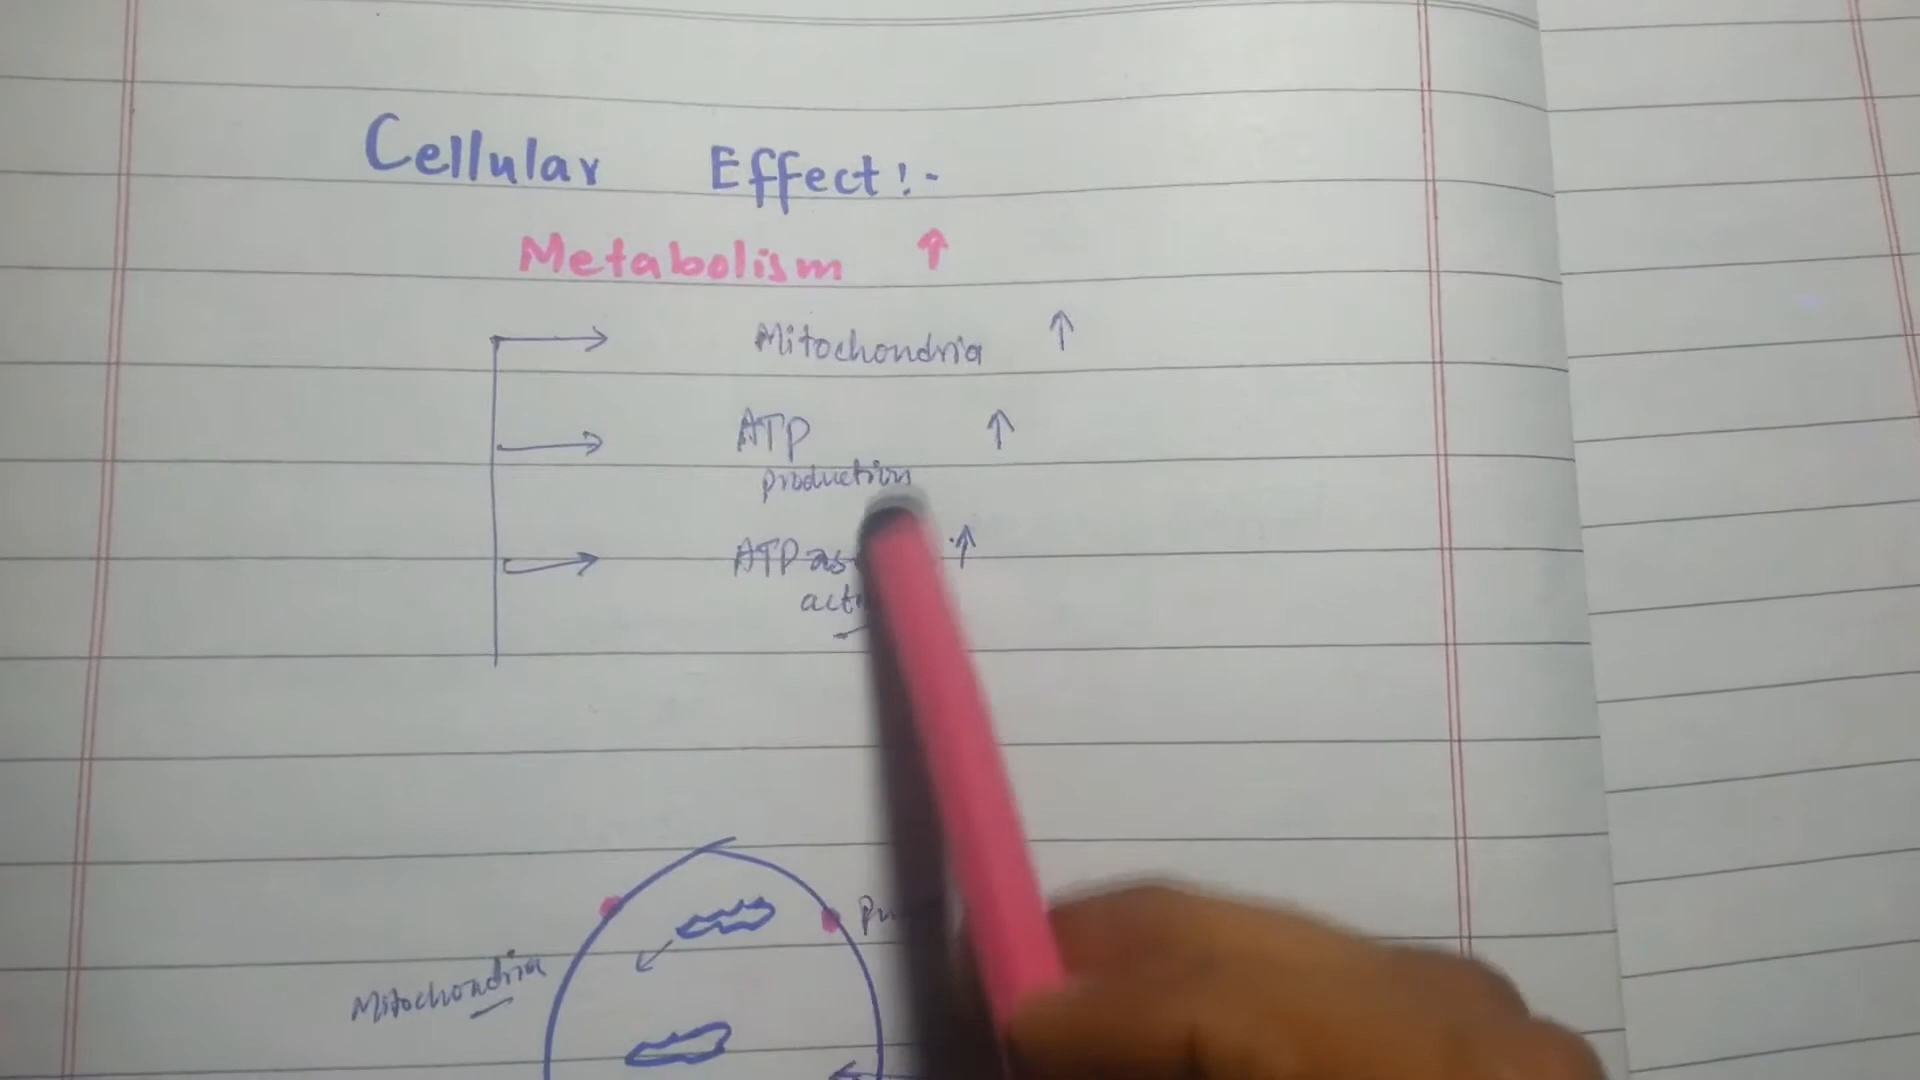 Cellular Effect:-
Metabolism ↑
Mitochondria ↑
ATP ↑
production
↑
Mitochondria